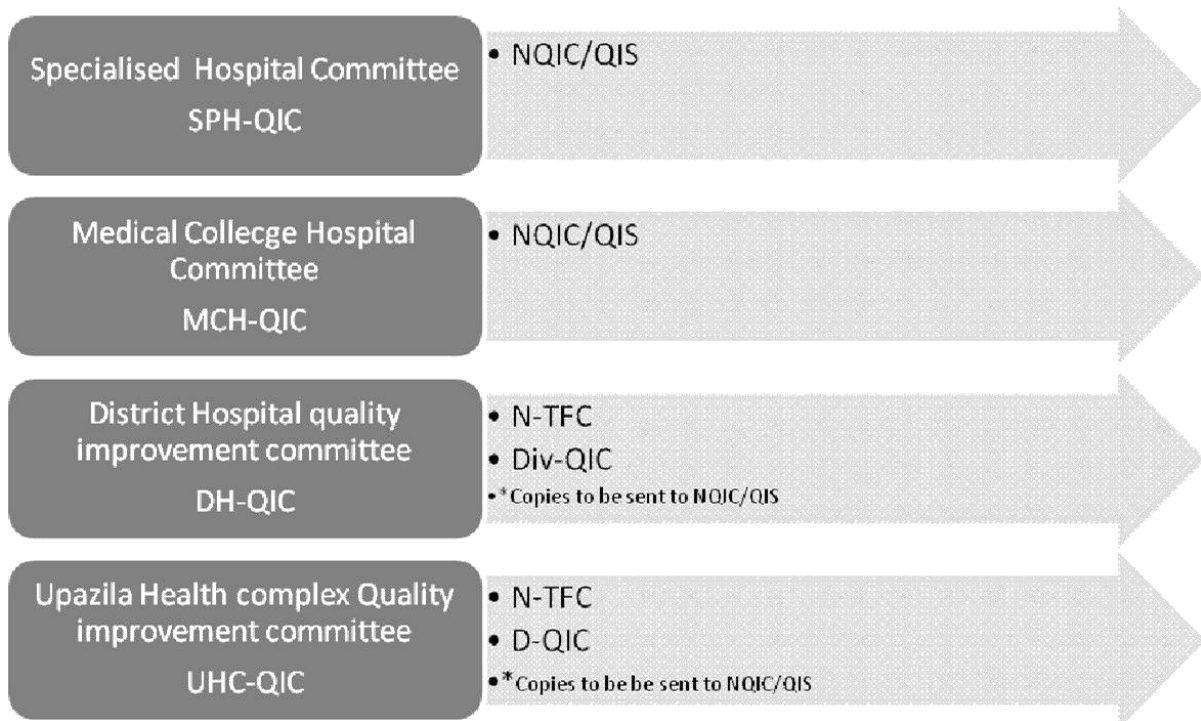 Specialised Hospital Committee
SPH-QIC
• NQIC/QIS
Medical Collecge Hospital
Committee
MCH-QIC
• NQIC/QIS
District Hospital quality
improvement committee
DH-QIC
• N-TFC
• Div-QIC
•*Copies to be sent to NQIC/QIS
Upazila Health complex Quality
improvement committee
UHC-QIC
• N-TFC
• D-QIC
•*Copies to be be sent to NQIC/QIS